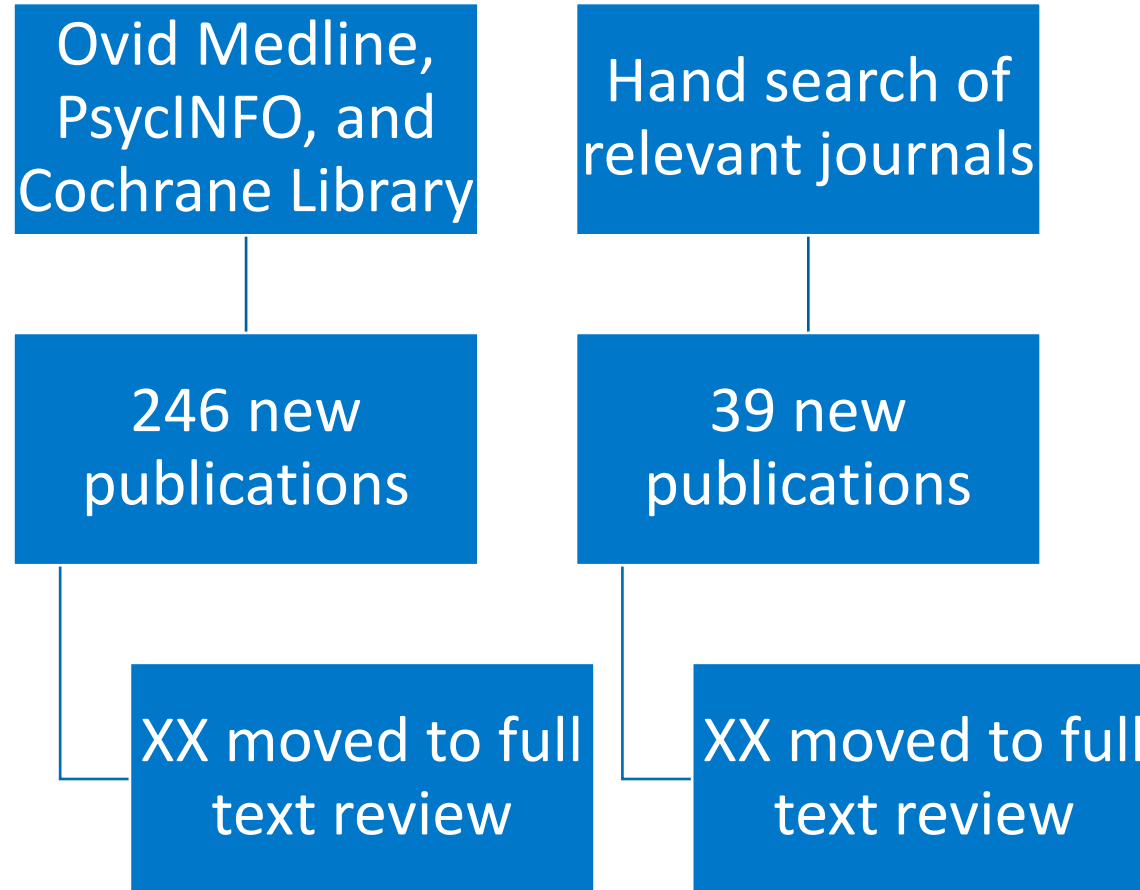 Ovid Medline,
PsycINFO, and
Cochrane Library
Hand search of
relevant journals
246 new
publications
39 new
publications
XX moved to full
text review
XX moved to full
text review